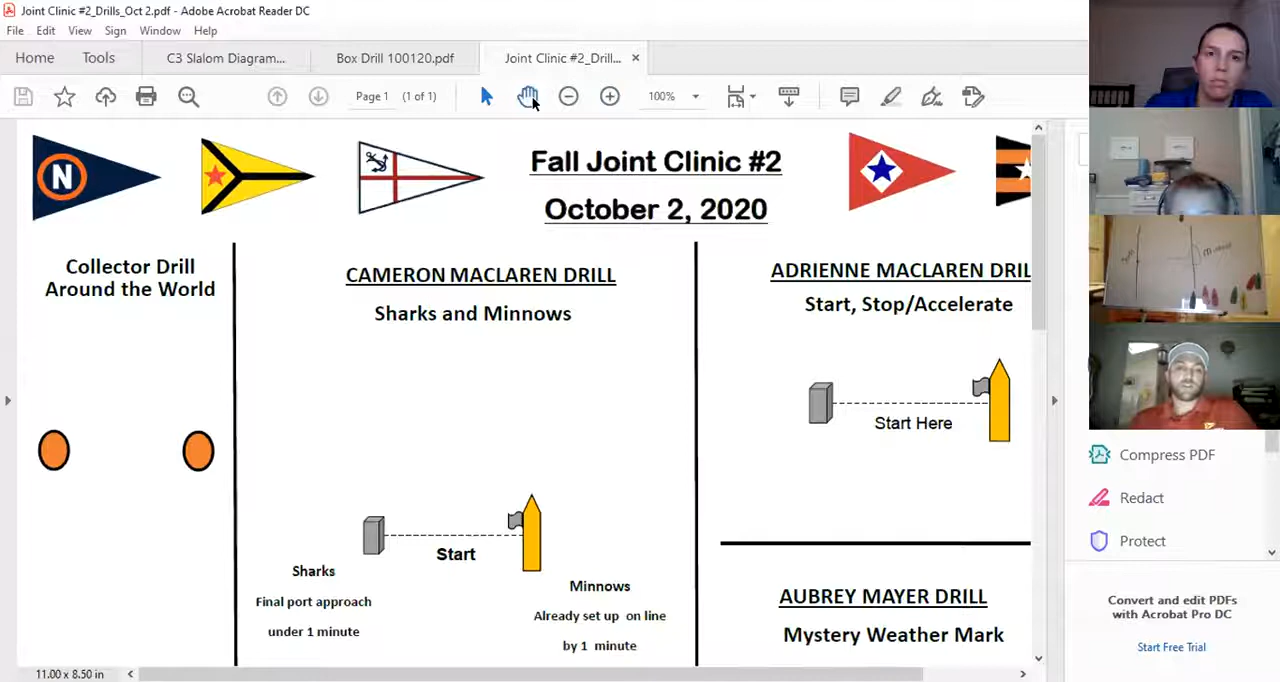 Joint Clinic #2_Drills_Oct 2.pdf - Adobe Acrobat Reader DC
File Edit View Sign Window Help
Home Tools C3 Slalom Diagram... Box Drill 100120.pdf Joint Clinic #2_Drill... ×
Page 1 (1 of 1) 100%
N
Fall Joint Clinic #2
October 2, 2020
Collector Drill
Around the World
CAMERON MACLAREN DRILL
Sharks and Minnows
Start
Sharks
Final port approach
under 1 minute
Minnows
Already set up on line
by 1 minute
ADRIENNE MACLAREN DRIL
Start, Stop/Accelerate
Start Here
AUBREY MAYER DRILL
Mystery Weather Mark
Compress PDF
Redact
Protect
Convert and edit PDFs
with Acrobat Pro DC
Start Free Trial
11.00 x 8.50 in